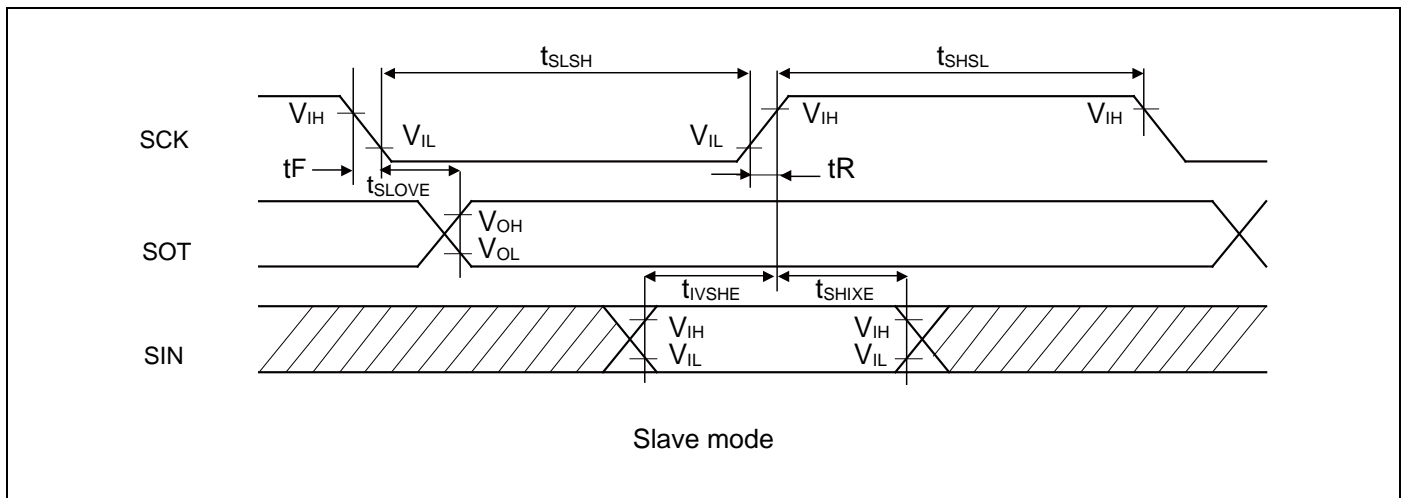 tSLSH tSHSL
VIH VIH VIH
SCK VIL VIL
tF tSLOVE tR
VOH
SOT VOL
tIVSHE tSHIXE
VIH VIH
SIN VIL VIL
Slave mode